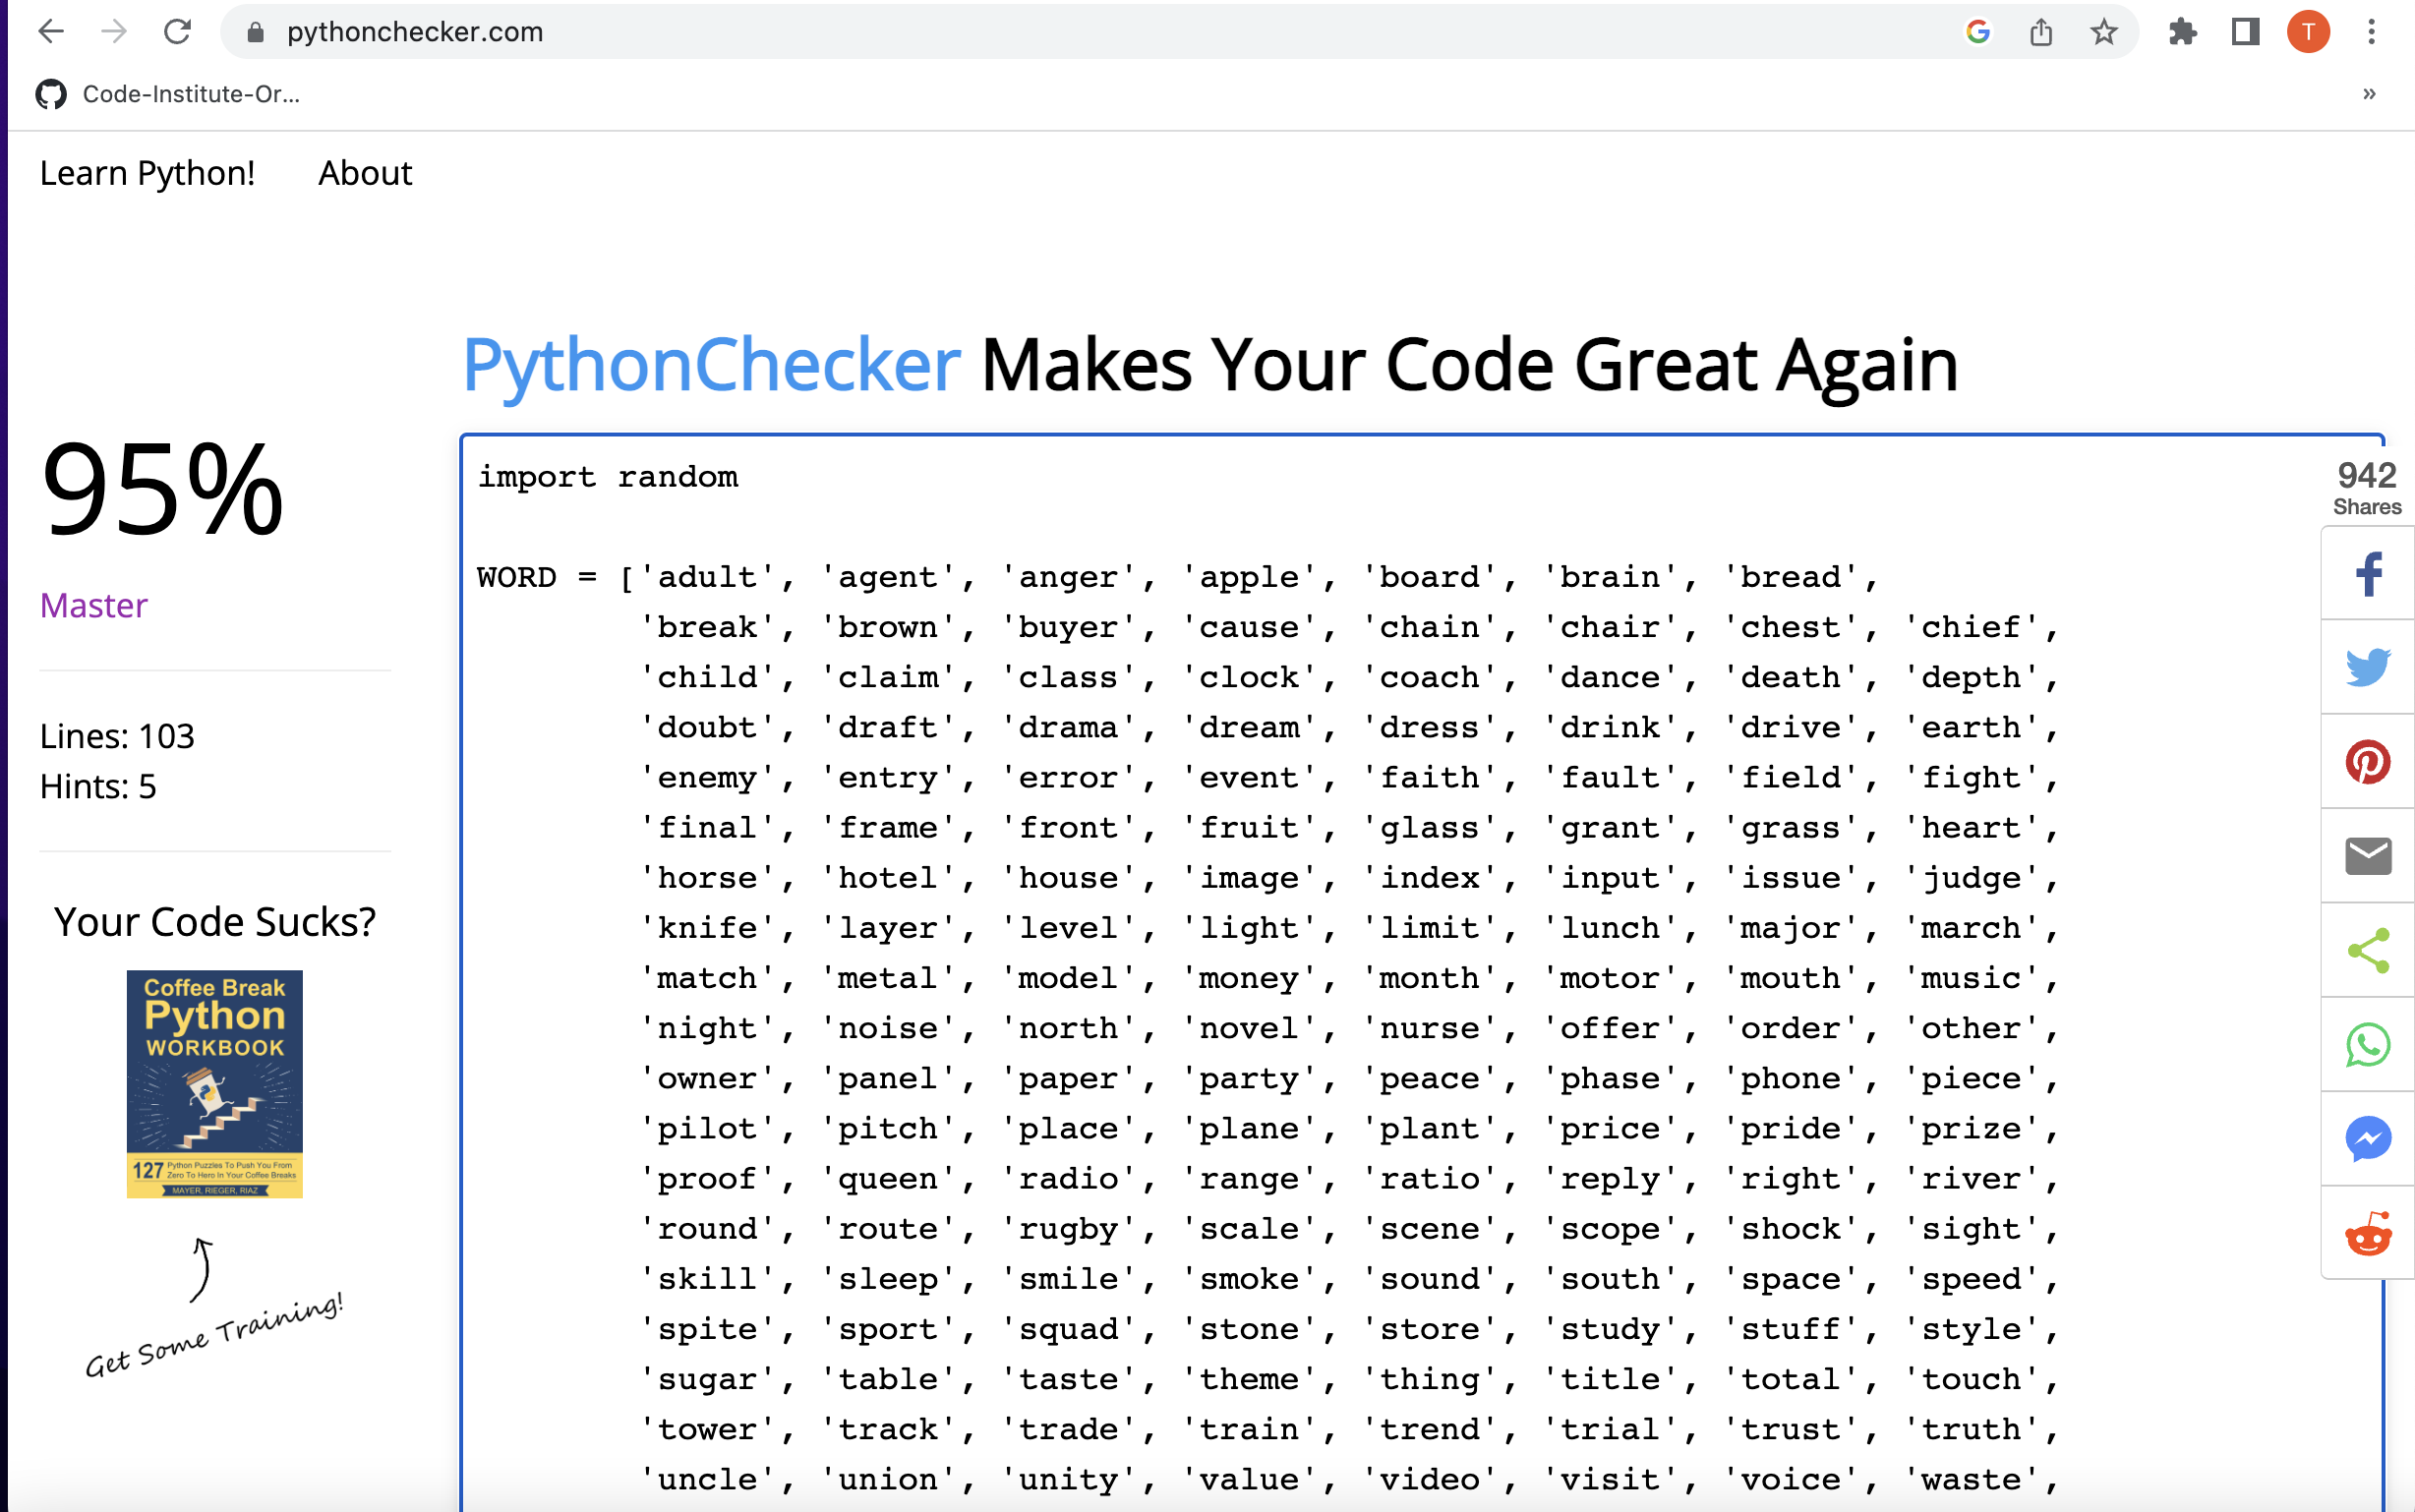 pythonchecker.com
T
Code-Institute-Or...
»
Learn Python!
About
PythonChecker Makes Your Code Great Again
95%
Master
Lines: 103
Hints: 5
Your Code Sucks?
Coffee Break
Python
WORKBOOK
127 Python Puzzles To Push You From
Zero To Hero In Your Coffee Breaks
MAYER, RIEGER, RIAZ
Get Some Training!
import random
WORD = ['adult', 'agent', 'anger', 'apple', 'board', 'brain', 'bread',
'break', 'brown', 'buyer', 'cause', 'chain', 'chair', 'chest', 'chief',
'child', 'claim', 'class', 'clock', 'coach', 'dance', 'death', 'depth',
'doubt', 'draft', 'drama', 'dream', 'dress', 'drink', 'drive', 'earth',
'enemy', 'entry', 'error', 'event', 'faith', 'fault', 'field', 'fight',
'final', 'frame', 'front', 'fruit', 'glass', 'grant', 'grass', 'heart',
'horse', 'hotel', 'house', 'image', 'index', 'input', 'issue', 'judge',
'knife', 'layer', 'level', 'light', 'limit', 'lunch', 'major', 'march',
'match', 'metal', 'model', 'money', 'month', 'motor', 'mouth', 'music',
'night', 'noise', 'north', 'novel', 'nurse', 'offer', 'order', 'other',
'owner', 'panel', 'paper', 'party', 'peace', 'phase', 'phone', 'piece',
'pilot', 'pitch', 'place', 'plane', 'plant', 'price', 'pride', 'prize',
'proof', 'queen', 'radio', 'range', 'ratio', 'reply', 'right', 'river',
'round', 'route', 'rugby', 'scale', 'scene', 'scope', 'shock', 'sight',
'skill', 'sleep', 'smile', 'smoke', 'sound', 'south', 'space', 'speed',
'spite', 'sport', 'squad', 'stone', 'store', 'study', 'stuff', 'style',
'sugar', 'table', 'taste', 'theme', 'thing', 'title', 'total', 'touch',
'tower', 'track', 'trade', 'train', 'trend', 'trial', 'trust', 'truth',
'uncle', 'union', 'unity', 'value', 'video', 'visit', 'voice', 'waste',
942
Shares